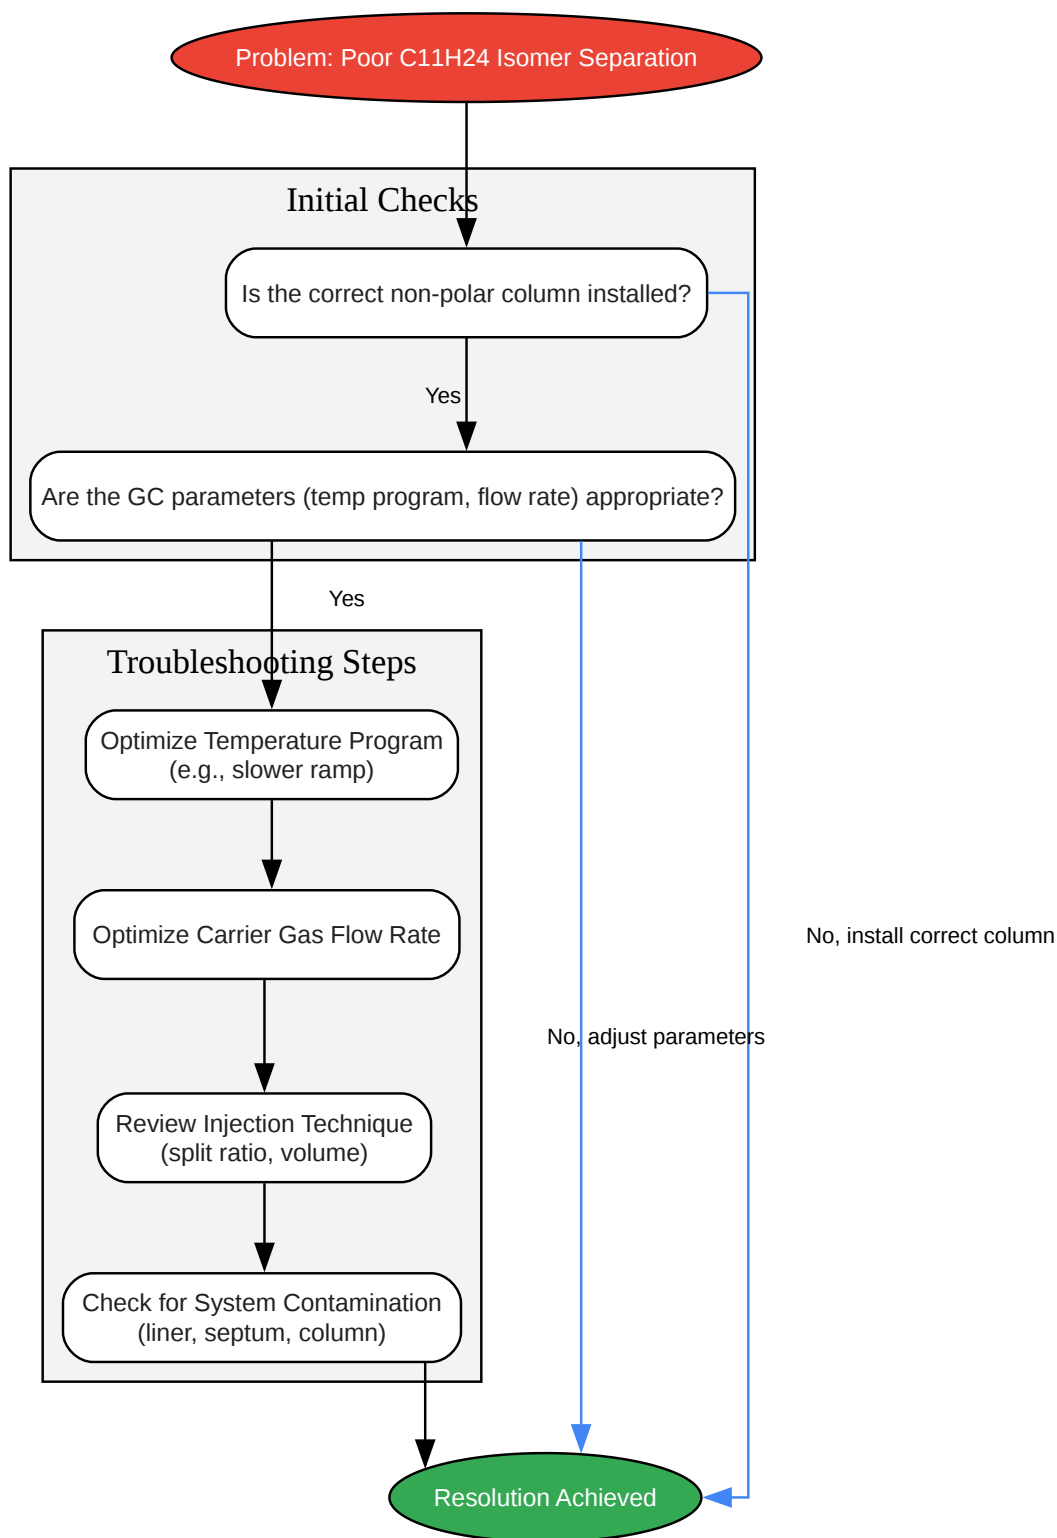 Problem: Poor C11H24 Isomer Separation
Initial Checks
Is the correct non-polar column installed?
Yes
Are the GC parameters (temp program, flow rate) appropriate?
Yes
Troubleshooting Steps
Optimize Temperature Program
(e.g., slower ramp)
Optimize Carrier Gas Flow Rate
No, install correct column
No, adjust parameters
Review Injection Technique
(split ratio, volume)
Check for System Contamination
(liner, septum, column)
Resolution Achieved